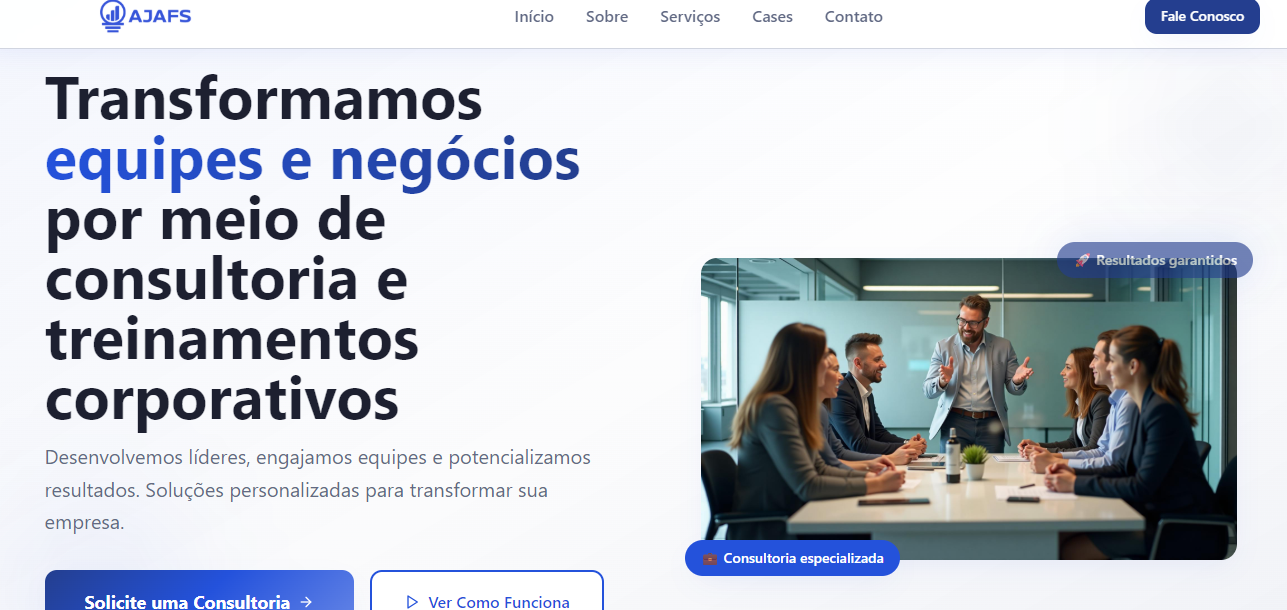 AJAFS
Início
Sobre
Serviços
Cases
Contato
Fale Conosco
Transformamos
equipes e negócios
por meio de
consultoria e
treinamentos
corporativos
Desenvolvemos líderes, engajamos equipes e potencializamos
resultados. Soluções personalizadas para transformar sua
empresa.
Solicite uma Consultoria →
Ver Como Funciona
🚀 Resultados garantidos
💼 Consultoria especializada